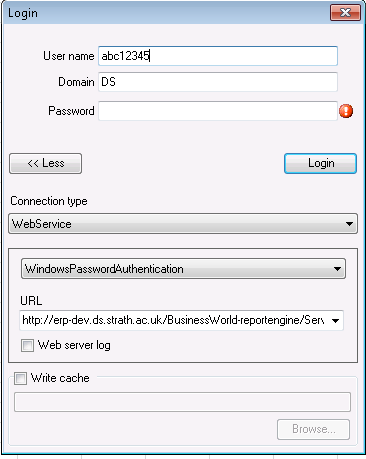 Login
User name abc12345
Domain DS
Password
<< Less Login
Connection type
WebService
WindowsPasswordAuthentication
URL
http://erp-dev.ds.strath.ac.uk/BusinessWorld-reportengine/Serv
Web server log
Write cache
Browse...